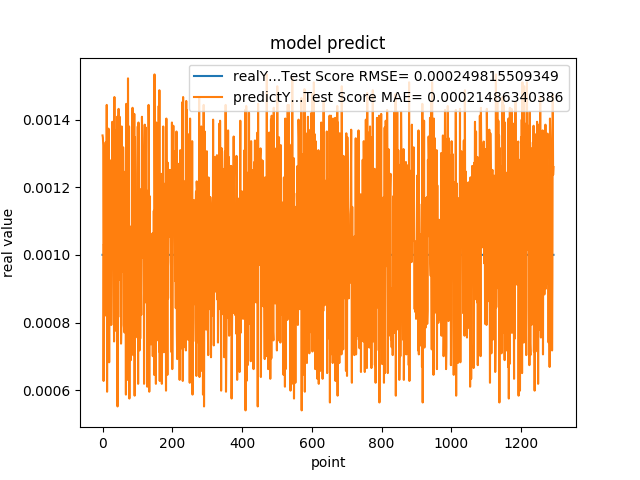 model predict
realY...Test Score RMSE= 0.000249815509349
predictY...Test Score MAE= 0.00021486340386
real value
0.0014
0.0012
0.0010
0.0008
0.0006
0 200 400 600 800 1000 1200
point